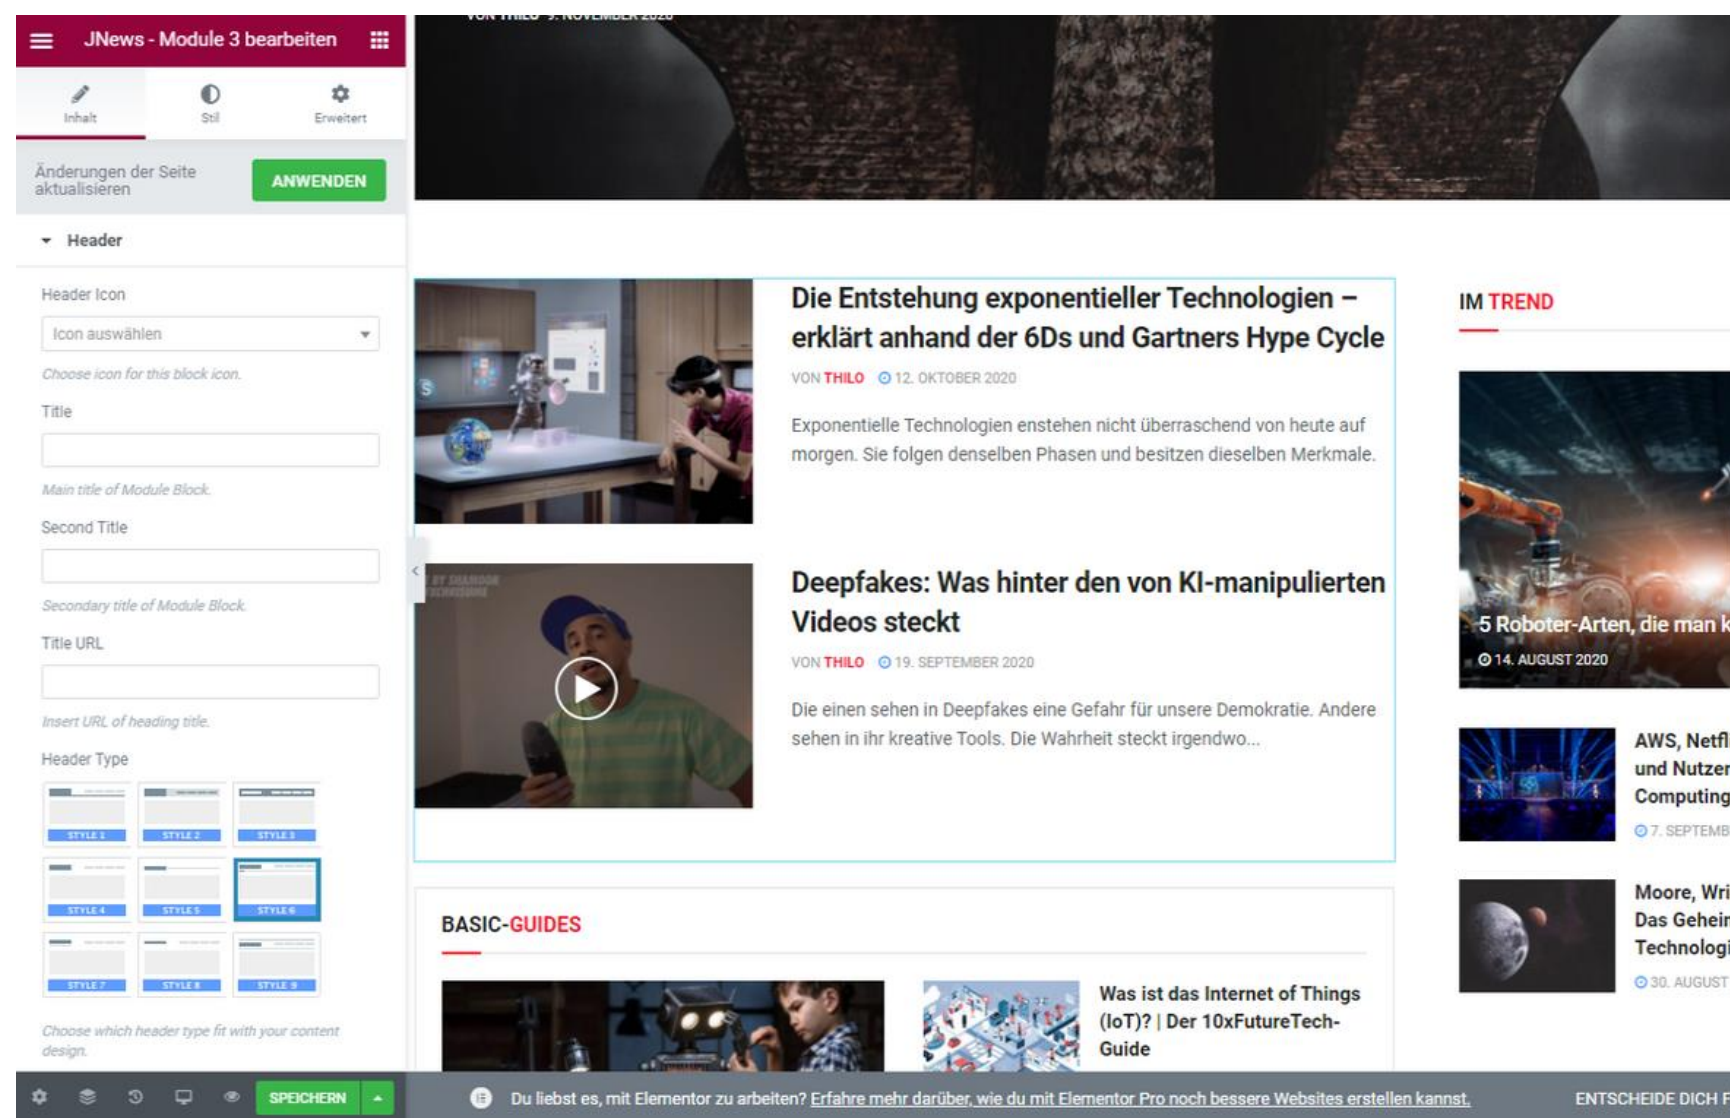 JNews - Module 3 bearbeiten
Inhalt
Stil
Erweitert
Änderungen der Seite
aktualisieren
ANWENDEN
Header
Header Icon
Icon auswählen
Choose icon for this block icon.
Title
Main title of Module Block.
Second Title
Secondary title of Module Block.
Title URL
Insert URL of heading title.
Header Type
STYLE 1
STYLE 2
STYLE 3
STYLE 4
STYLE 5
STYLE 6
STYLE 7
STYLE 8
STYLE 9
Choose which header type fit with your content
design.
SPEICHERN
VON THILO 9. NOVEMBER 2020
Die Entstehung exponentieller Technologien –
erklärt anhand der 6Ds und Gartners Hype Cycle
VON THILO 12. OKTOBER 2020
Exponentielle Technologien enstehen nicht überraschend von heute auf
morgen. Sie folgen denselben Phasen und besitzen dieselben Merkmale.
Deepfakes: Was hinter den von KI-manipulierten
Videos steckt
VON THILO 19. SEPTEMBER 2020
Die einen sehen in Deepfakes eine Gefahr für unsere Demokratie. Andere
sehen in ihr kreative Tools. Die Wahrheit steckt irgendwo...
BASIC-GUIDES
Was ist das Internet of Things
(IoT)? | Der 10xFutureTech-
Guide
IM TREND
5 Roboter-Arten, die man k
14. AUGUST 2020
AWS, Netfl
und Nutzer
Computing
7. SEPTEMB
Moore, Wri
Das Geheim
Technologi
30. AUGUST
Du liebst es, mit Elementor zu arbeiten? Erfahre mehr darüber, wie du mit Elementor Pro noch bessere Websites erstellen kannst.
ENTSCHEIDE DICH F